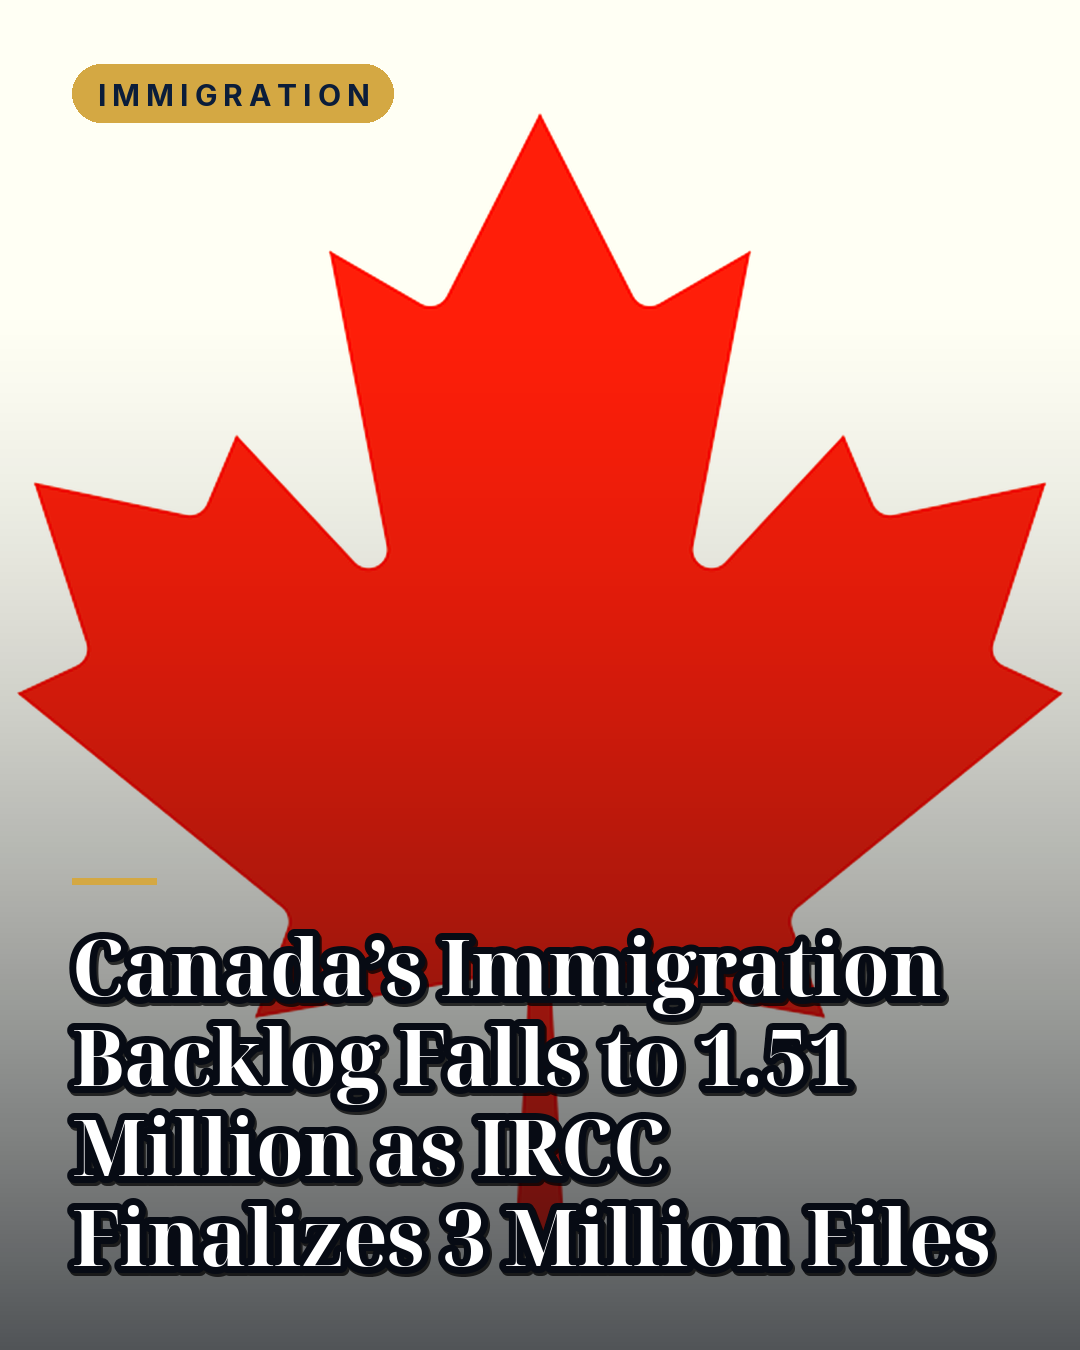 IMMIGRATION
Canada’s Immigration
Backlog Falls to 1.51
Million as IRCC
Finalizes 3 Million Files